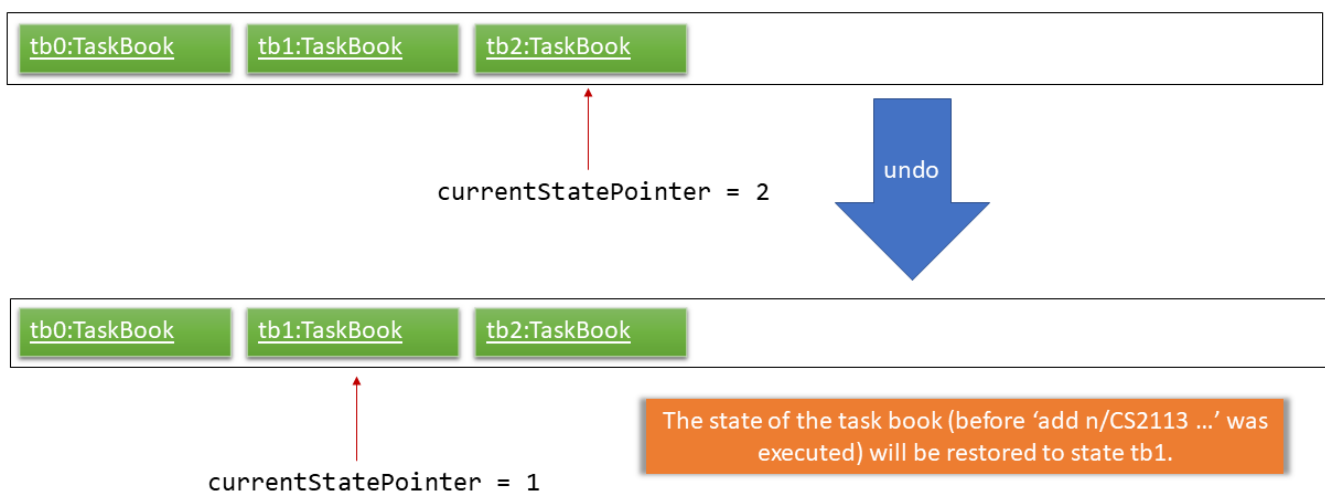 tb0:TaskBook tb1:TaskBook tb2:TaskBook
undo
currentStatePointer = 2
tb0:TaskBook tb1:TaskBook tb2:TaskBook
The state of the task book (before ‘add n/CS2113 ...’ was
executed) will be restored to state tb1.
currentStatePointer = 1